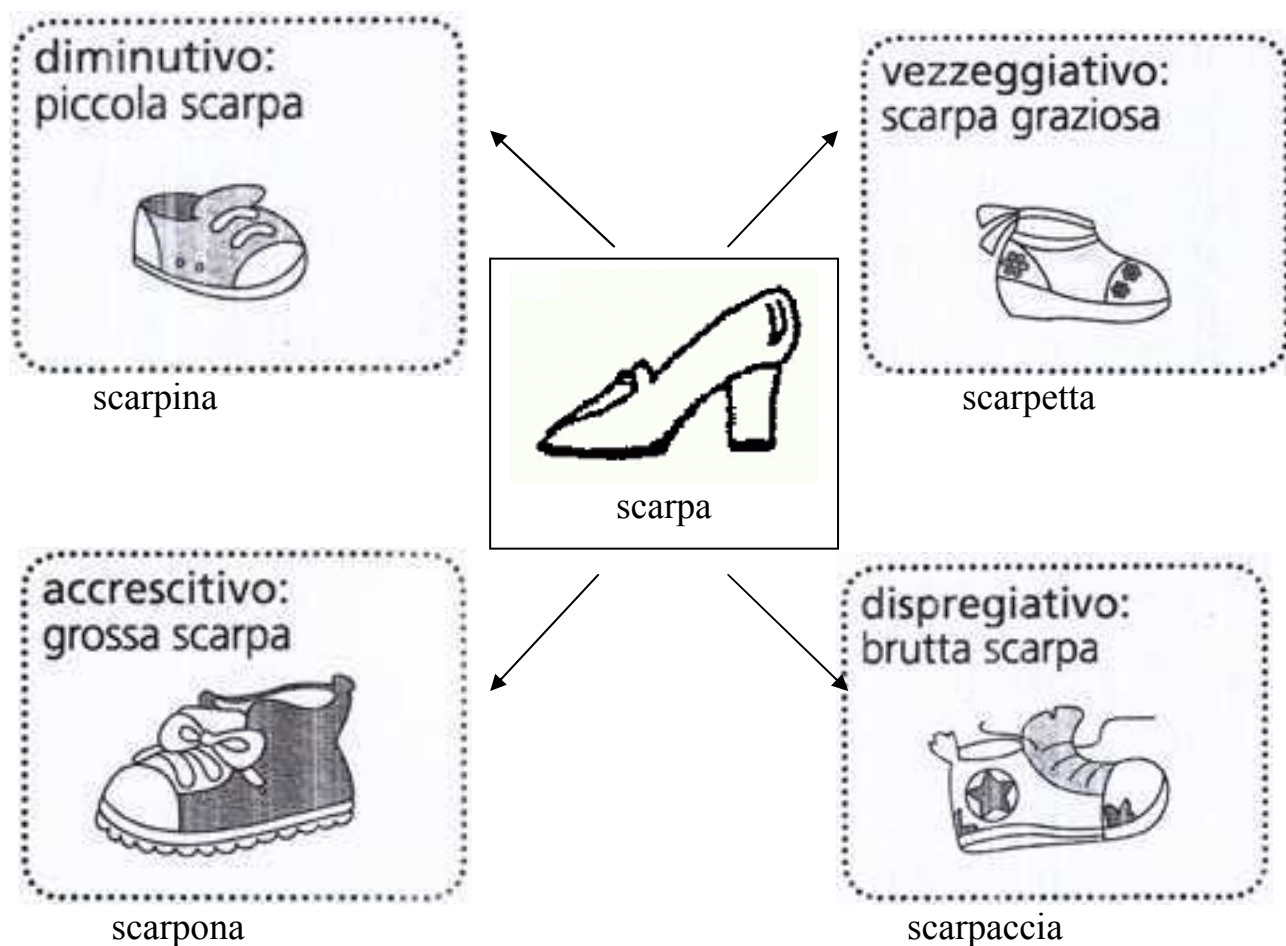 diminutivo:
piccola scarpa
scarpina
vezzeggiativo:
scarpa graziosa
scarpetta
scarpa
accrescitivo:
grossa scarpa
scarpona
dispregiativo:
brutta scarpa
scarpaccia